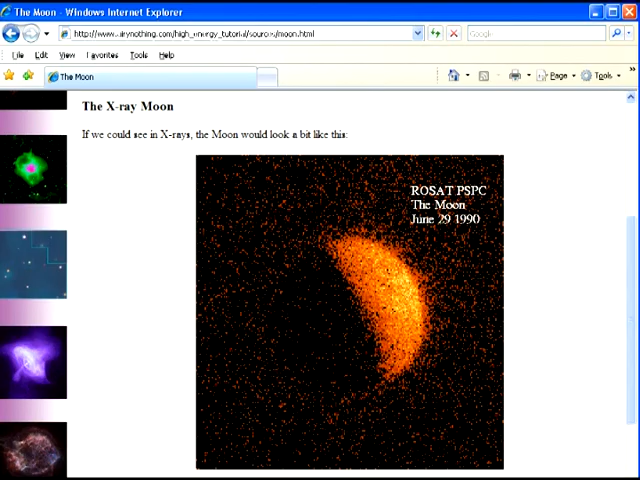 The Moon - Windows Internet Explorer
File Edit View Favorites Tools Help
Google
The Moon
Page Tools
The X-ray Moon
If we could see in X-rays, the Moon would look a bit like this:
ROSAT PSPC
The Moon
June 29 1990